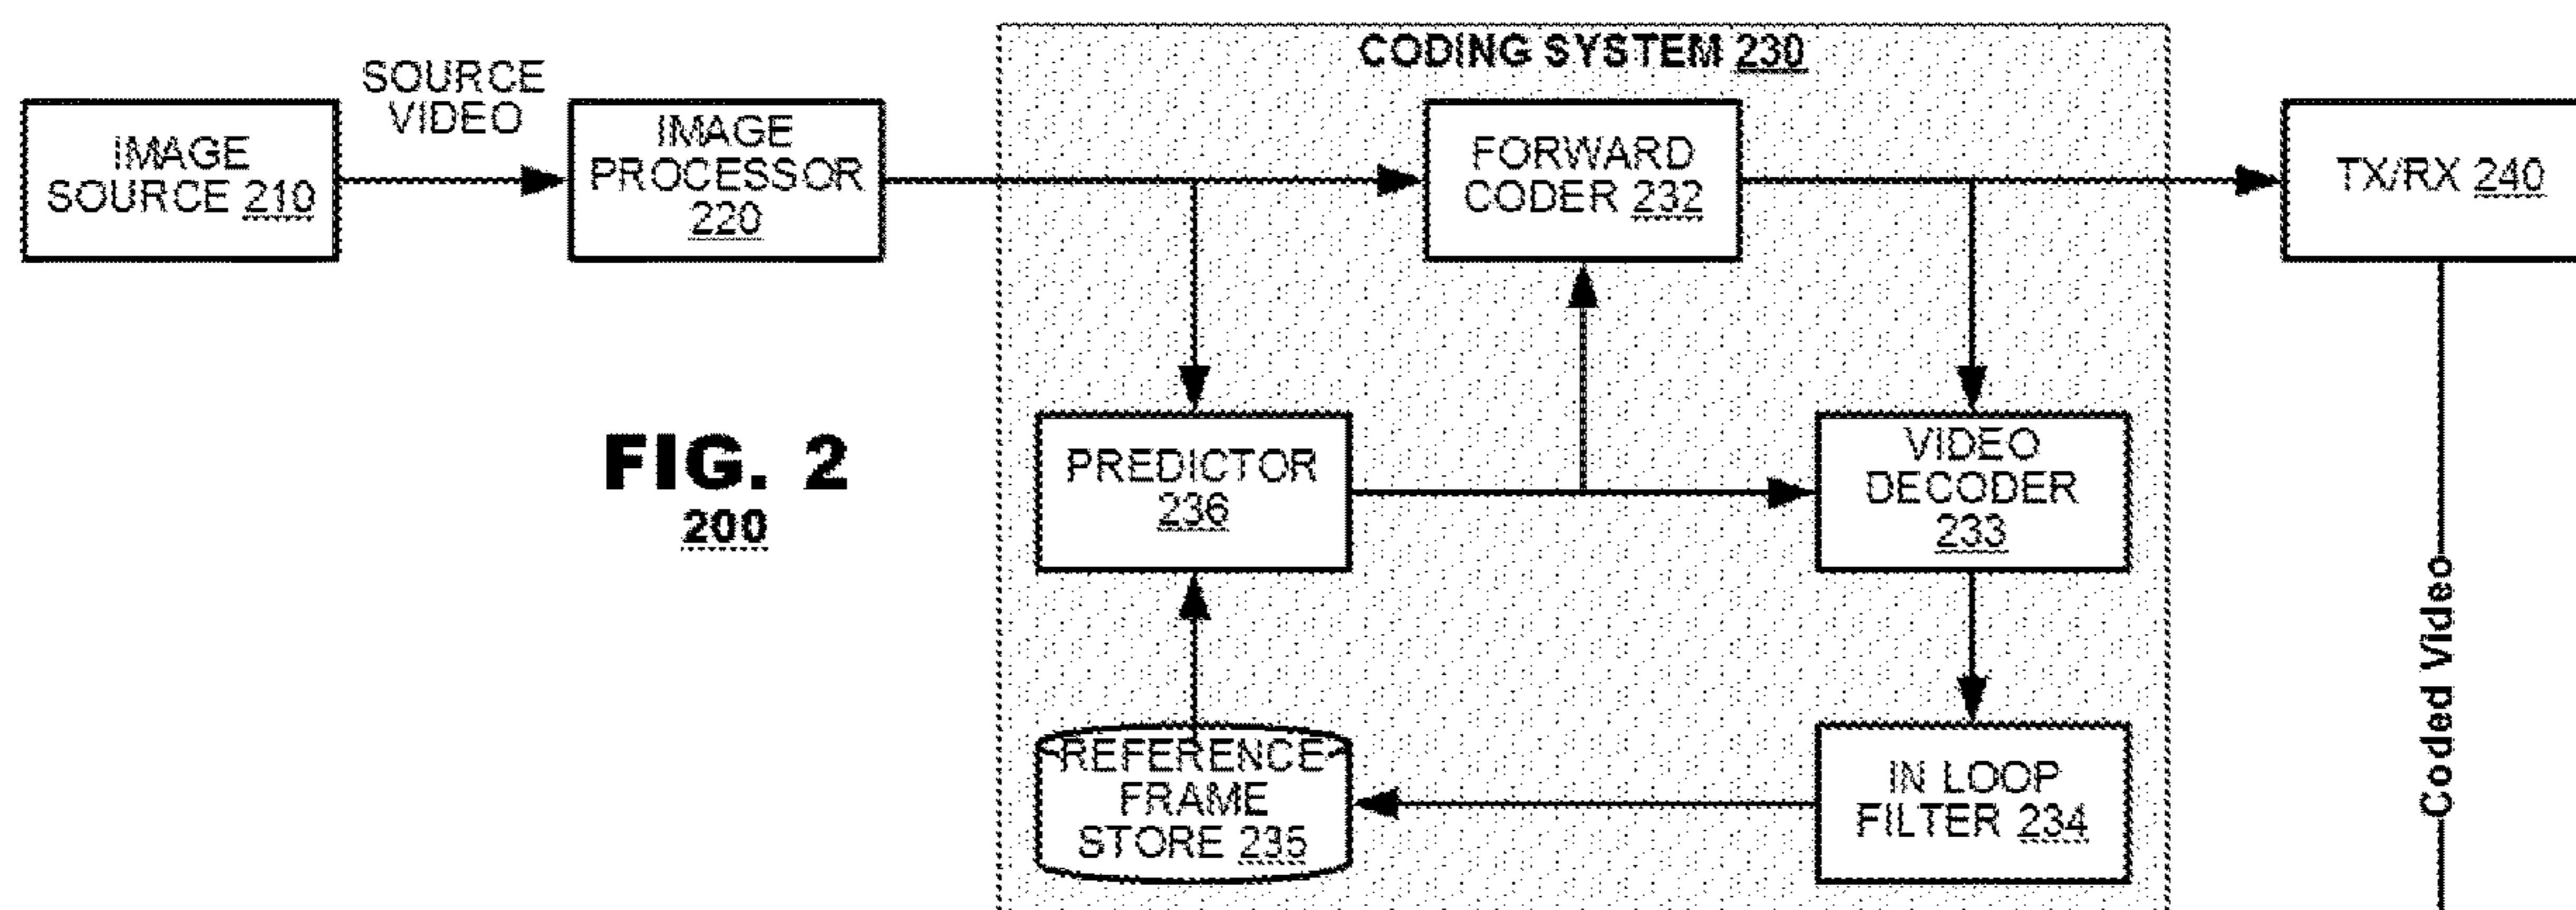 CODING SYSTEM 230
SOURCE
VIDEO
IMAGE
SOURCE 210
IMAGE
PROCESSOR
220
FORWARD
CODER 232
TX/RX 240
FIG. 2
200
PREDICTOR
236
VIDEO
DECODER
233
REFERENCE
FRAME
STORE 235
IN LOOP
FILTER 234
Coded Video